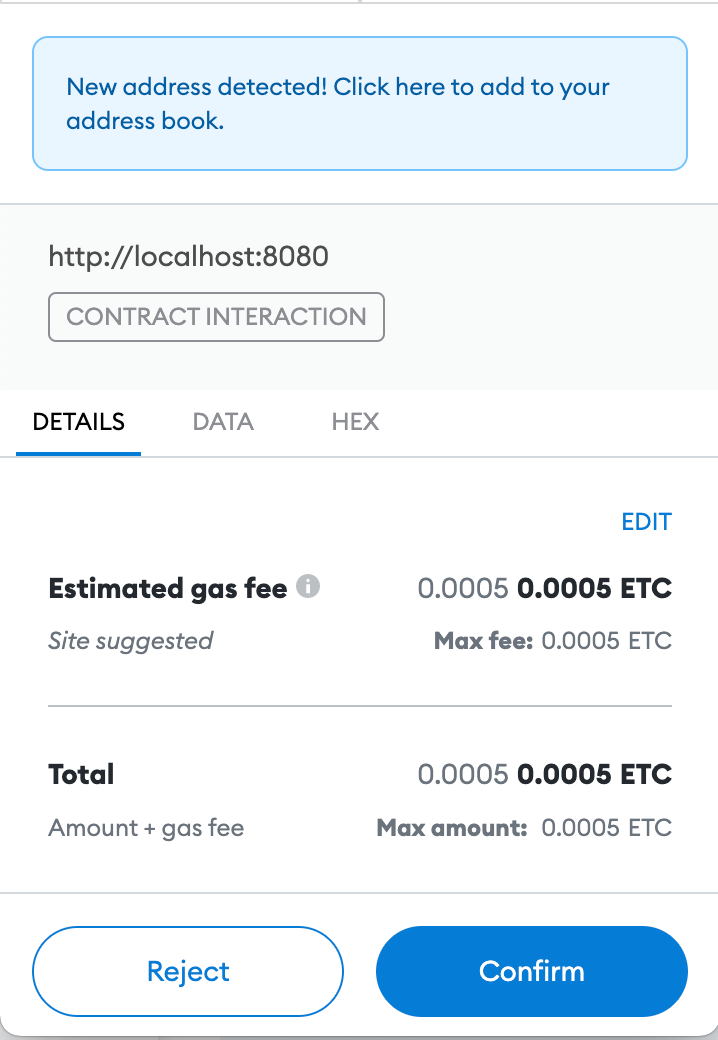 New address detected! Click here to add to your
address book.
http://localhost:8080
CONTRACT INTERACTION
DETAILS DATA HEX
EDIT
Estimated gas fee i 0.0005 0.0005 ETC
Site suggested Max fee: 0.0005 ETC
Total 0.0005 0.0005 ETC
Amount + gas fee Max amount: 0.0005 ETC
Reject Confirm